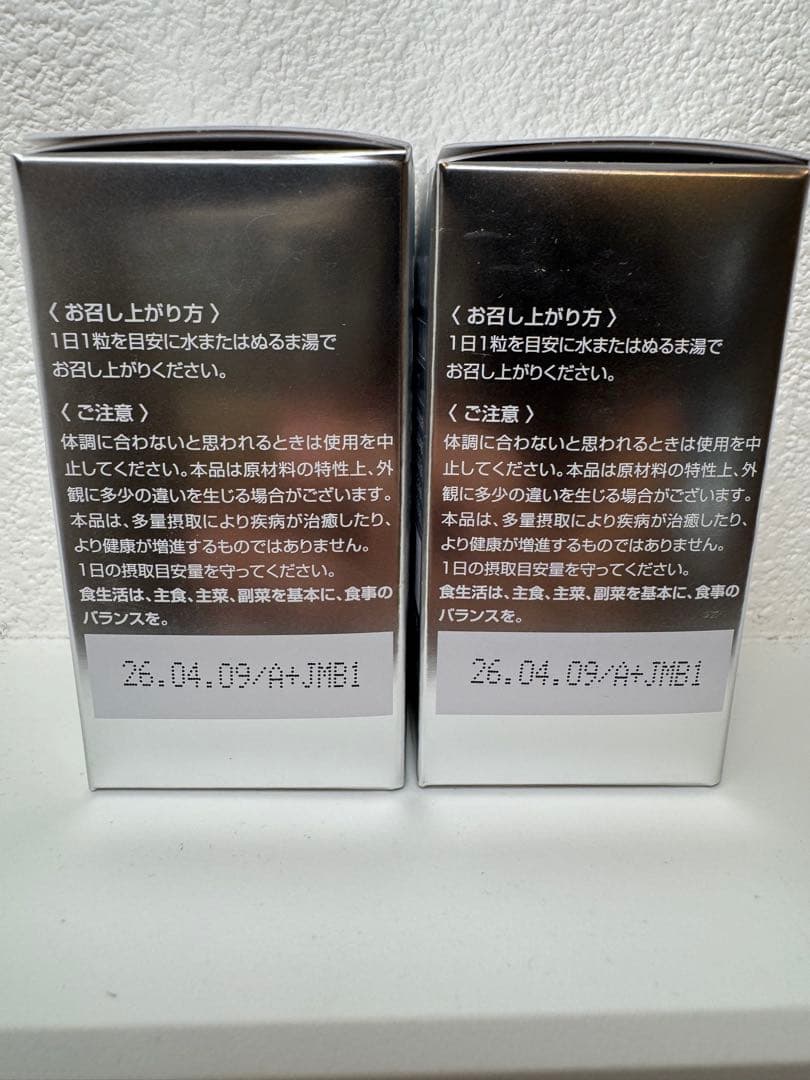 〈 お召し上がり方 〉
1日1粒を目安に水またはぬるま湯で
お召し上がりください。
〈 ご注意 〉
体調に合わないと思われるときは使用を中
止してください。本品は原材料の特性上、外
観に多少の違いを生じる場合がございます。
本品は、多量摂取により疾病が治癒したり、
より健康が増進するものではありません。
1日の摂取目安量を守ってください。
食生活は、主食、主菜、副菜を基本に、食事の
バランスを。
26.04.09/A+JMB1
〈 お召し上がり方 〉
1日1粒を目安に水またはぬるま湯で
お召し上がりください。
〈 ご注意 〉
体調に合わないと思われるときは使用を中
止してください。本品は原材料の特性上、外
観に多少の違いを生じる場合がございます。
本品は、多量摂取により疾病が治癒したり、
より健康が増進するものではありません。
1日の摂取目安量を守ってください。
食生活は、主食、主菜、副菜を基本に、食事の
バランスを。
26.04.09/A+JMB1